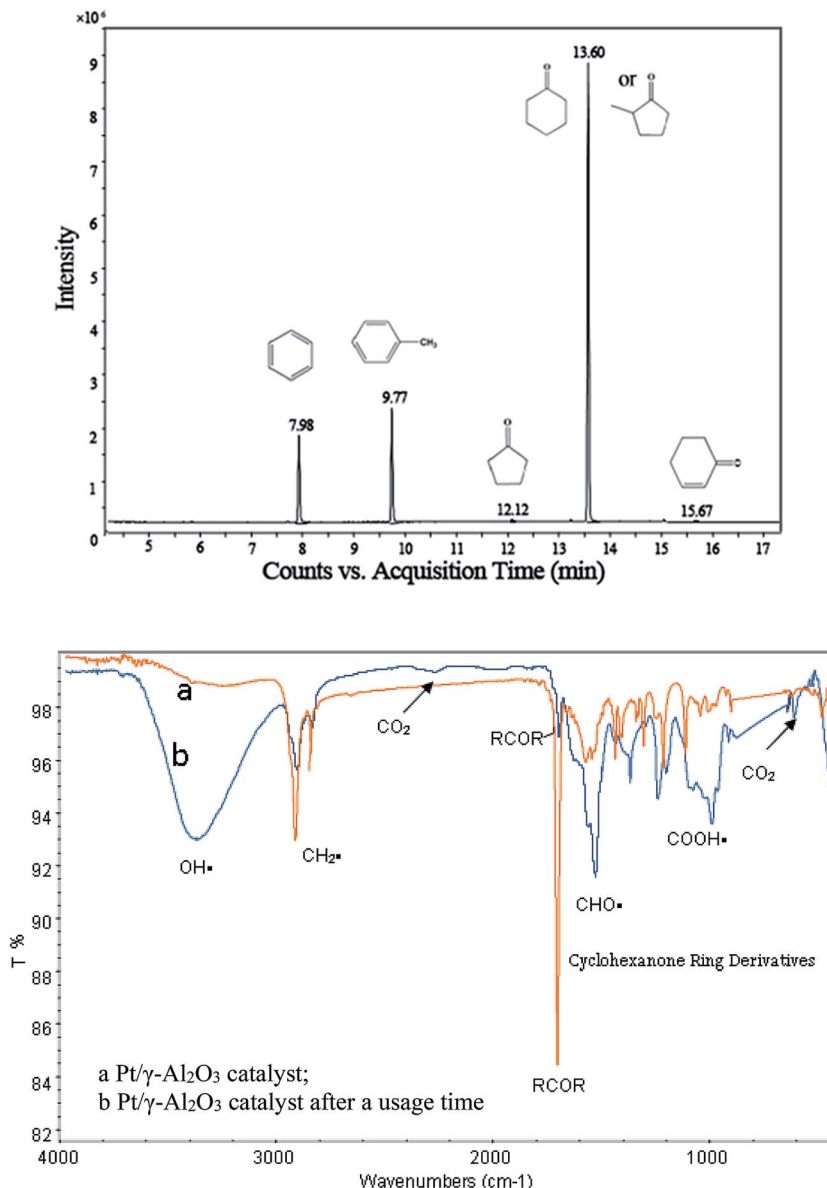 ×10⁶
13.60
9
O
or
O
8
7
6
5
4
CH₃
3
9.77
7.98
O
2
O
1
12.12
15.67
0
5 6 7 8 9 10 11 12 13 14 15 16 17
Intensity
Counts vs. Acquisition Time (min)
a
98
CO₂
RCOR
b
96
CO₂
94
OH▪
CH₂▪
COOH▪
92
CHO▪
90
88
Cyclohexanone Ring Derivatives
86
T %
84
a Pt/γ-Al₂O₃ catalyst;
RCOR
b Pt/γ-Al₂O₃ catalyst after a usage time
82
4000 3000 2000 1000
Wavenumbers (cm-1)